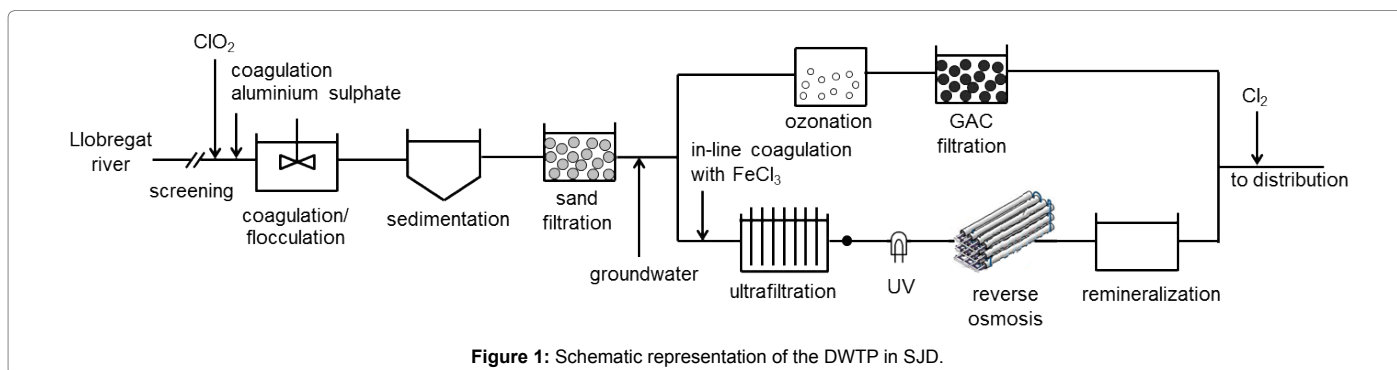 ClO₂
coagulation
aluminium sulphate
Llobregat
river
screening
coagulation/
flocculation
sedimentation
sand
filtration
groundwater
ozonation
GAC
filtration
in-line coagulation
with FeCl₃
ultrafiltration
UV
reverse
osmosis
remineralization
Cl₂
to distribution
Figure 1: Schematic representation of the DWTP in SJD.